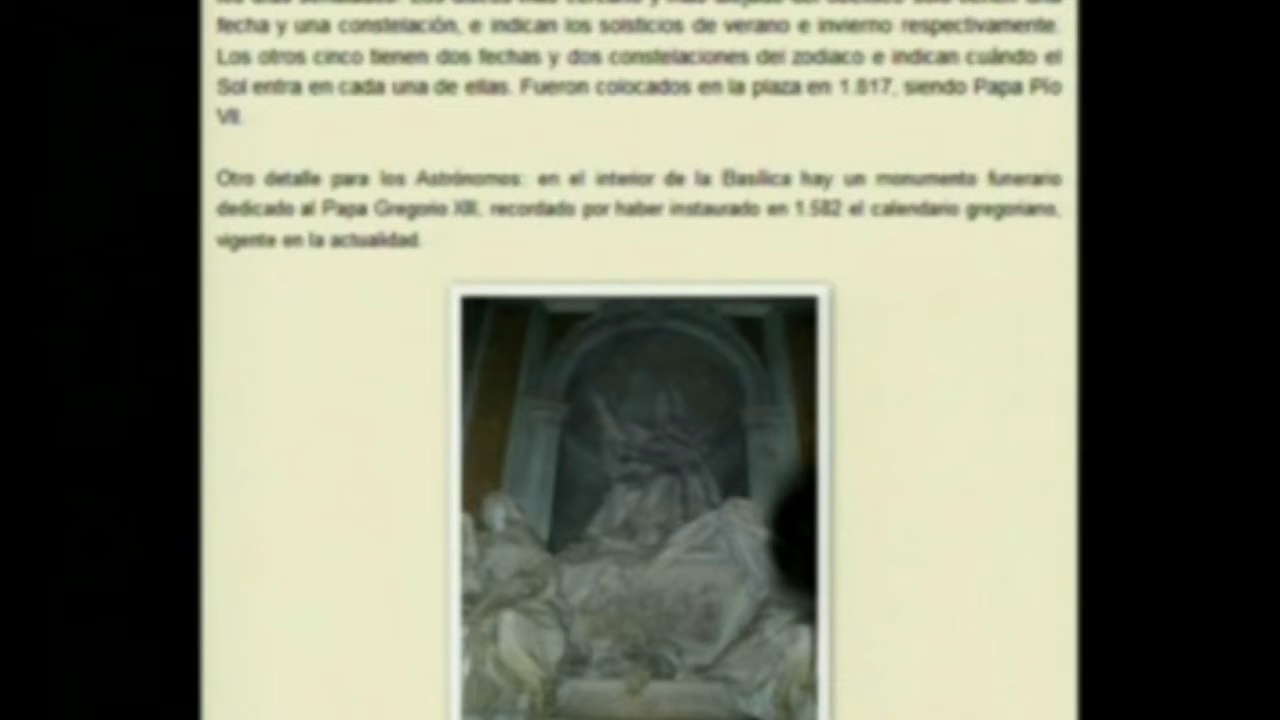 fecha y una constelación, e indican los solsticios de verano e invierno respectivamente.
Los otros cinco tienen dos fechas y dos constelaciones del zodiaco e indican cuándo el
Sol entra en cada una de ellas. Fueron colocados en la plaza en 1.817, siendo Papa Pío
VII.
Otro detalle para los Astrónomos: en el interior de la Basílica hay un monumento funerario
dedicado al Papa Gregorio XIII, recordado por haber instaurado en 1.582 el calendario gregoriano,
vigente en la actualidad.